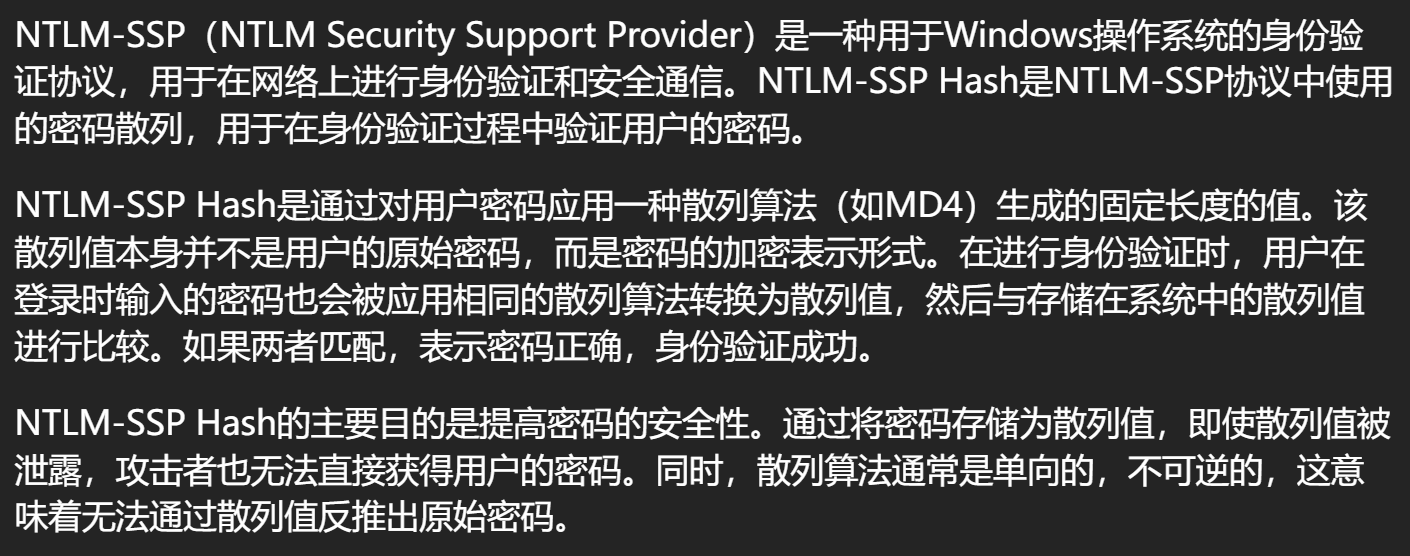 NTLM-SSP（NTLM Security Support Provider）是一种用于Windows操作系统的身份验
证协议，用于在网络上进行身份验证和安全通信。NTLM-SSP Hash是NTLM-SSP协议中使用
的密码散列，用于在身份验证过程中验证用户的密码。
NTLM-SSP Hash是通过对用户密码应用一种散列算法（如MD4）生成的固定长度的值。该
散列值本身并不是用户的原始密码，而是密码的加密表示形式。在进行身份验证时，用户在
登录时输入的密码也会被应用相同的散列算法转换为散列值，然后与存储在系统中的散列值
进行比较。如果两者匹配，表示密码正确，身份验证成功。
NTLM-SSP Hash的主要目的是提高密码的安全性。通过将密码存储为散列值，即使散列值被
泄露，攻击者也无法直接获得用户的密码。同时，散列算法通常是单向的，不可逆的，这意
味着无法通过散列值反推出原始密码。